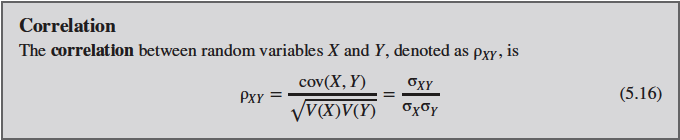 Correlation
The correlation between random variables X and Y, denoted as ρXY, is
ρXY = cov(X, Y) / √V(X)V(Y) = σXY / σXσY (5.16)